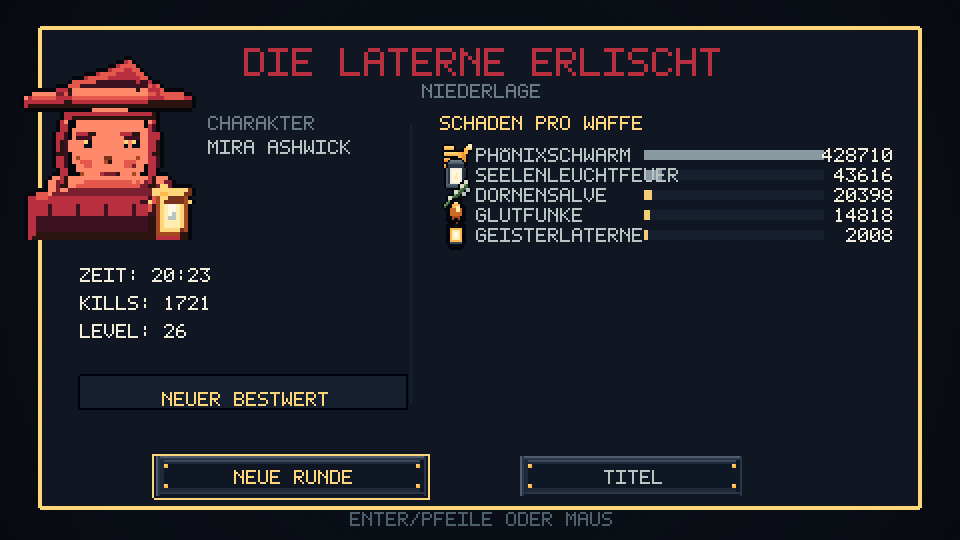 DIE LATERNE ERLISCHT
NIEDERLAGE
CHARAKTER
MIRA ASHWICK
ZEIT: 20:23
KILLS: 1721
LEVEL: 26
NEUER BESTWERT
SCHADEN PRO WAFFE
PHÖNIXSCHWARM 428710
SEELENLEUCHTFEUER 43616
DORNENSALVE 20398
GLUTFUNKE 14818
GEISTERLATERNE 2008
NEUE RUNDE
TITEL
ENTER/PFEILE ODER MAUS